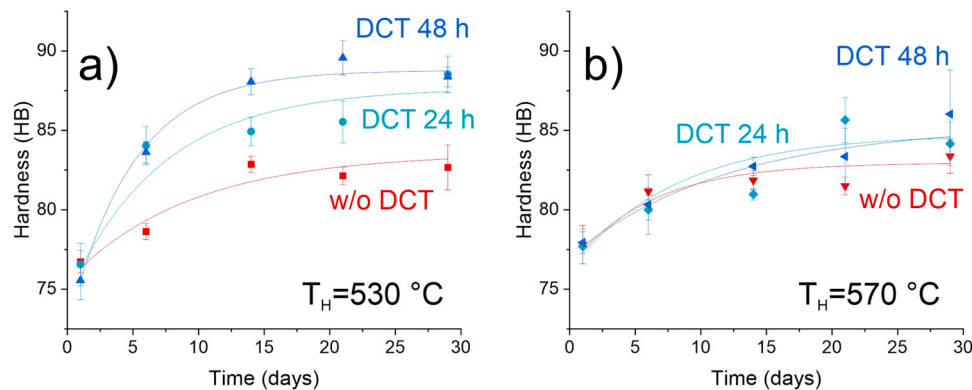 a)
DCT 48 h
DCT 24 h
w/o DCT
T_H=530 °C
Hardness (HB)
90
85
80
75
0
5
10
15
20
25
30
Time (days)
b)
DCT 48 h
DCT 24 h
w/o DCT
T_H=570 °C
Hardness (HB)
90
85
80
75
0
5
10
15
20
25
30
Time (days)